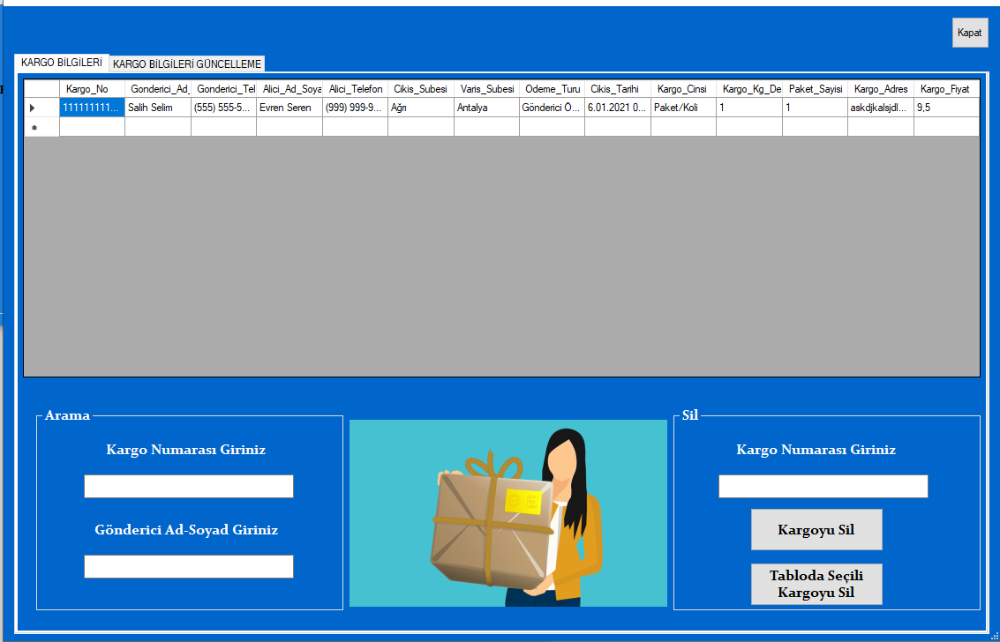 Kapat
KARGO BİLGİLERİ KARGO BİLGİLERİ GÜNCELLEME
Kargo_No Gonderici_Ad_ Gonderici_Tel Alici_Ad_Soya Alici_Telefon Cikis_Subesi Varis_Subesi Odeme_Turu Cikis_Tarihi Kargo_Cinsi Kargo_Kg_De Paket_Sayisi Kargo_Adres Kargo_Fiyat
111111111... Salih Selim (555) 555-5... Evren Seren (999) 999-9... Ağrı Antalya Gönderici Ö... 6.01.2021 0... Paket/Koli 1 1 askdjkalsjdl... 9,5
Arama
Kargo Numarası Giriniz
Gönderici Ad-Soyad Giriniz
Sil
Kargo Numarası Giriniz
Kargoyu Sil
Tabloda Seçili
Kargoyu Sil